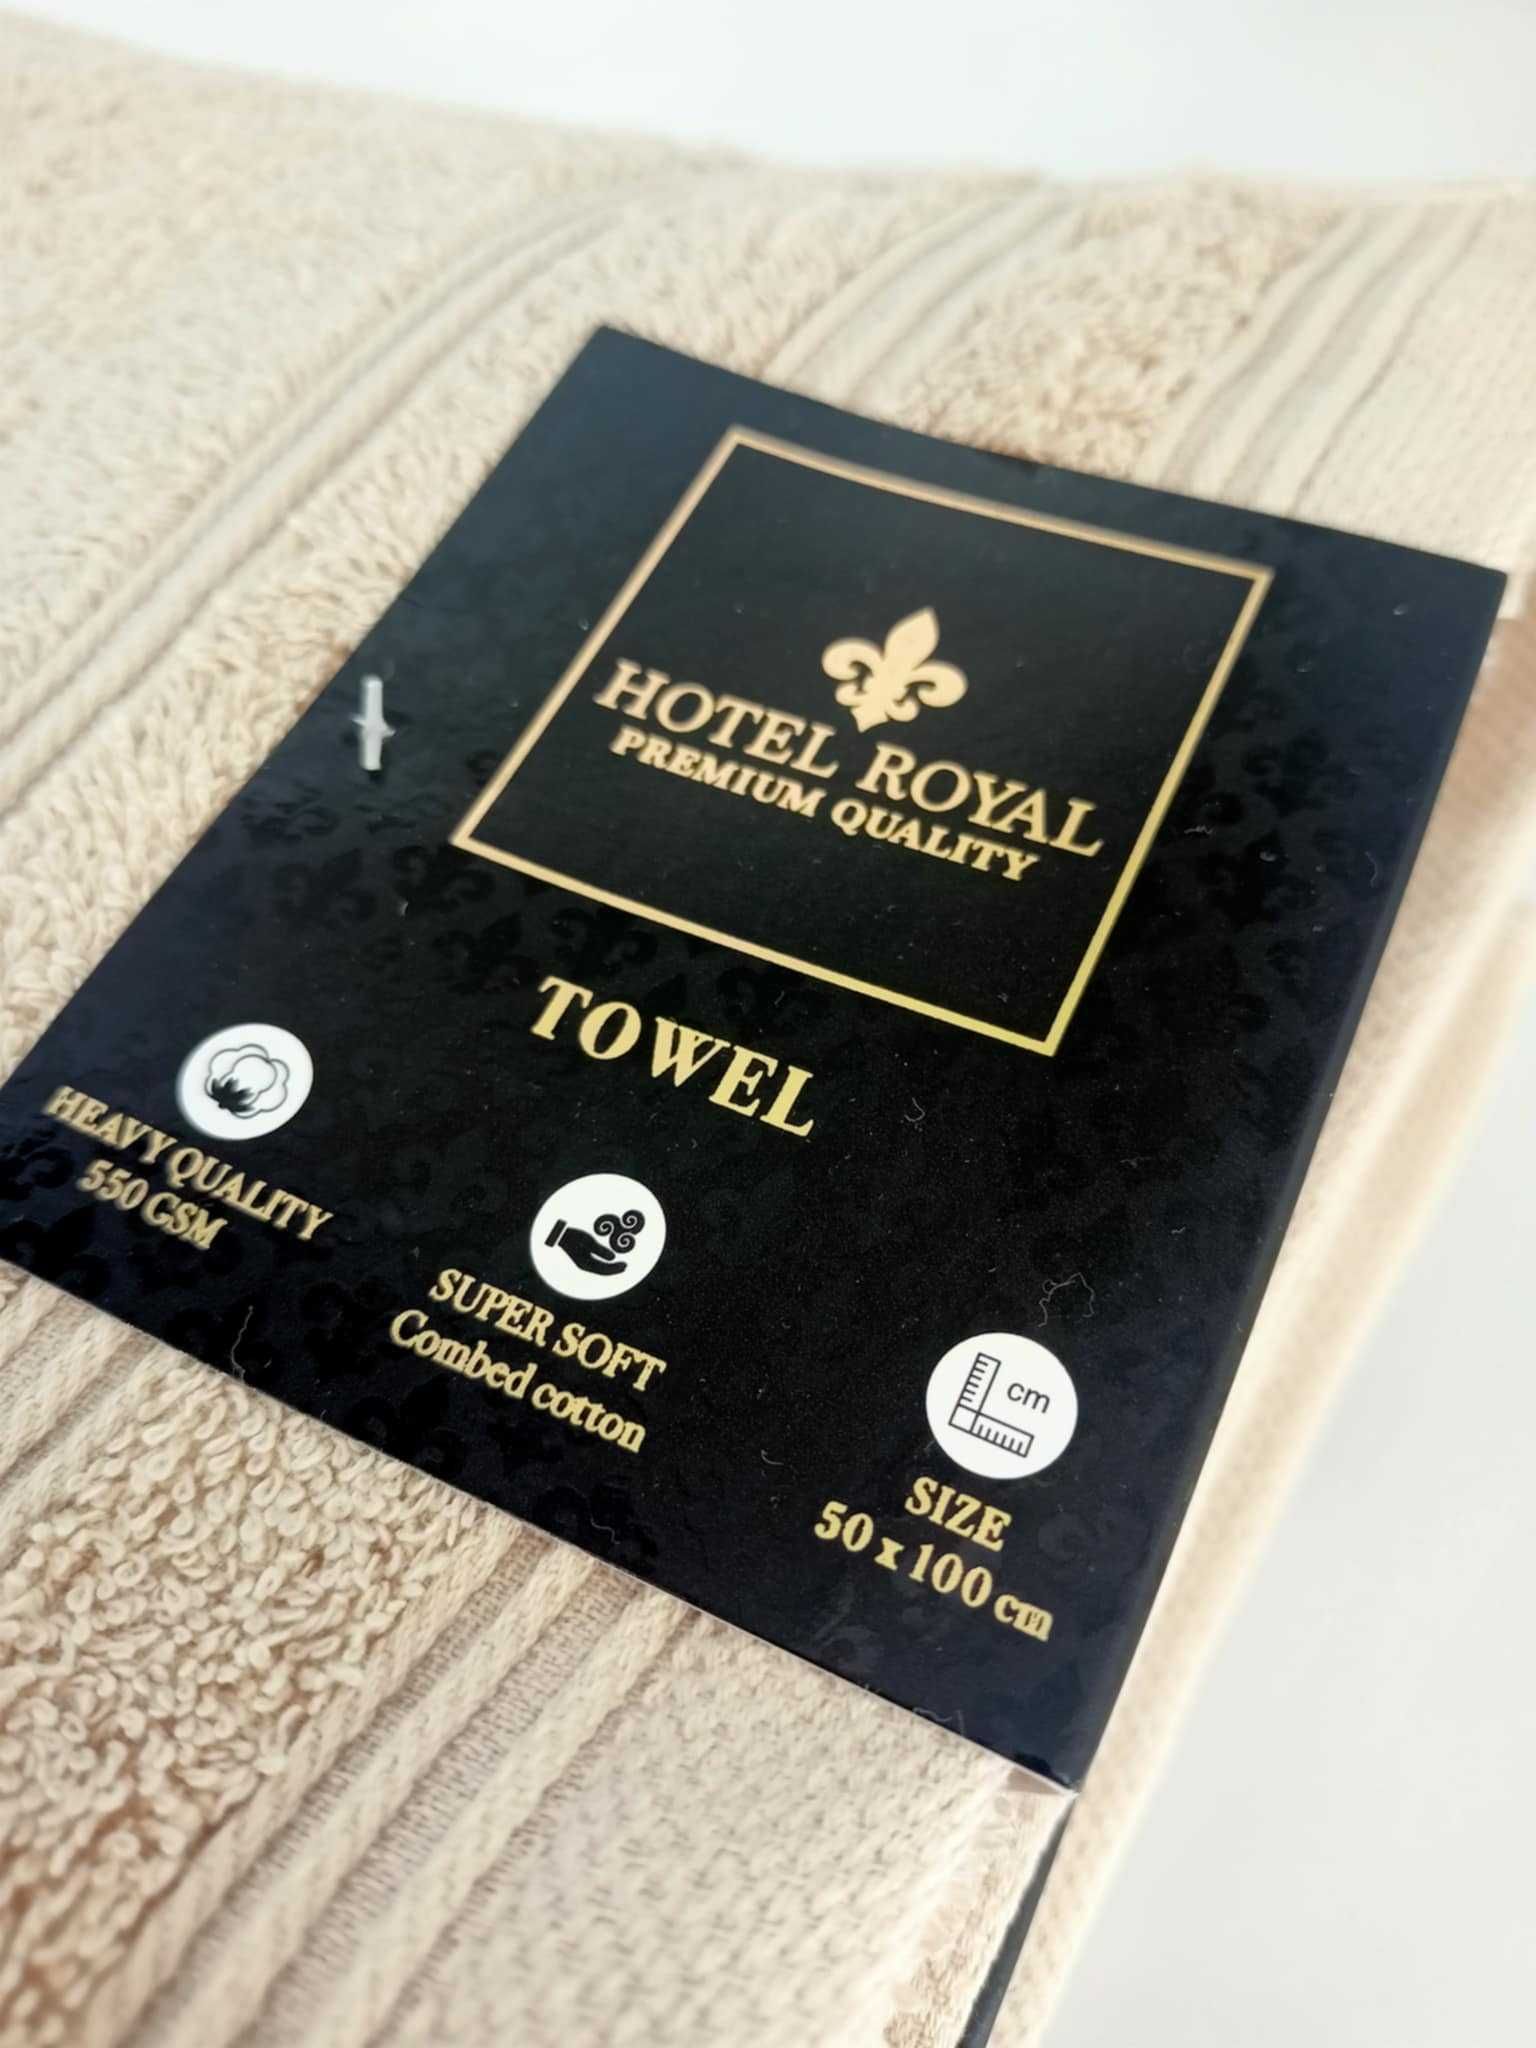 HOTEL ROYAL
PREMIUM QUALITY
TOWEL
HEAVY QUALITY
550 GSM
SUPER SOFT
Combed cotton
cm
SIZE
50 x 100 cm